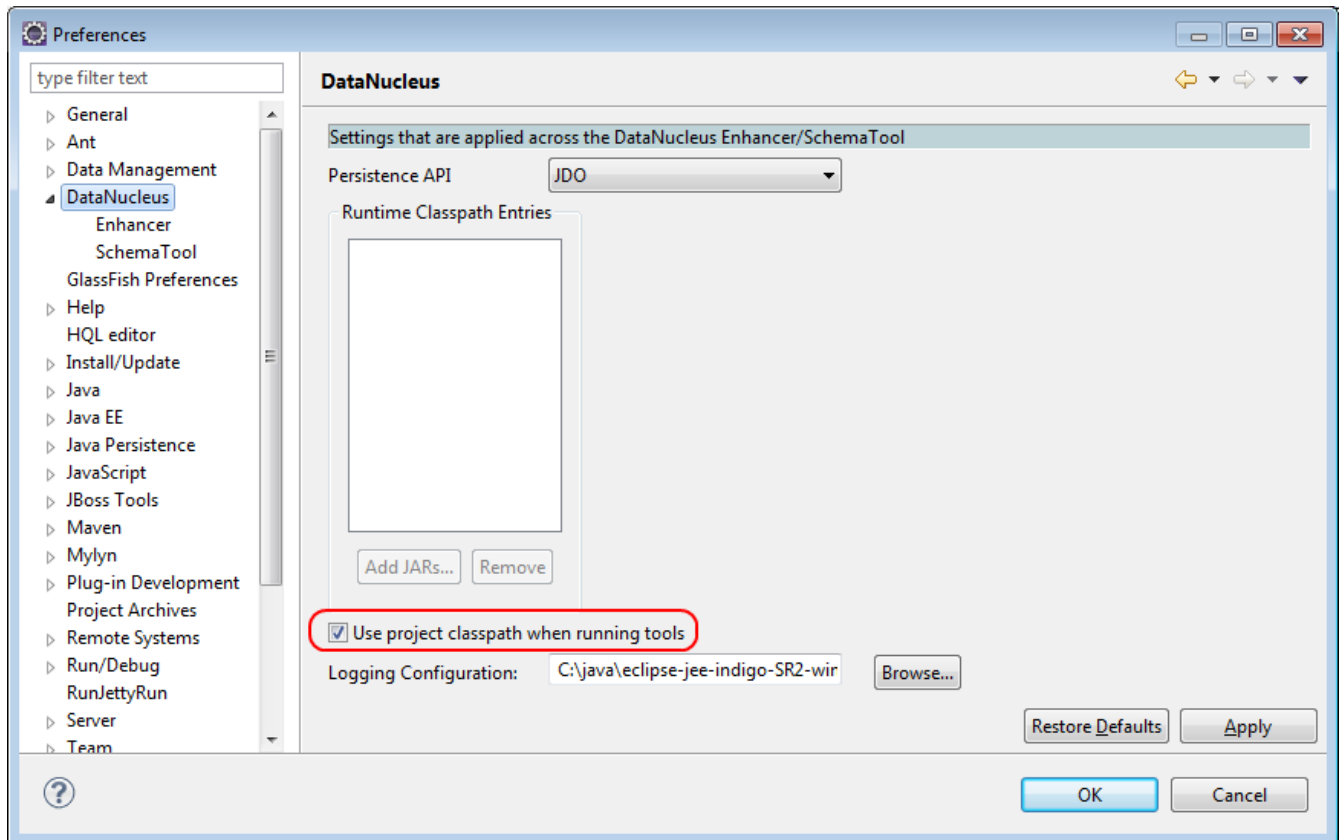 Preferences
type filter text
General
Ant
Data Management
DataNucleus
Enhancer
SchemaTool
GlassFish Preferences
Help
HQL editor
Install/Update
Java
Java EE
Java Persistence
JavaScript
JBoss Tools
Maven
Mylyn
Plug-in Development
Project Archives
Remote Systems
Run/Debug
RunJettyRun
Server
Team
DataNucleus
Settings that are applied across the DataNucleus Enhancer/SchemaTool
Persistence API JDO
Runtime Classpath Entries
Add JARs... Remove
Use project classpath when running tools
Logging Configuration: C:\java\eclipse-jee-indigo-SR2-wir Browse...
Restore Defaults Apply
? OK Cancel